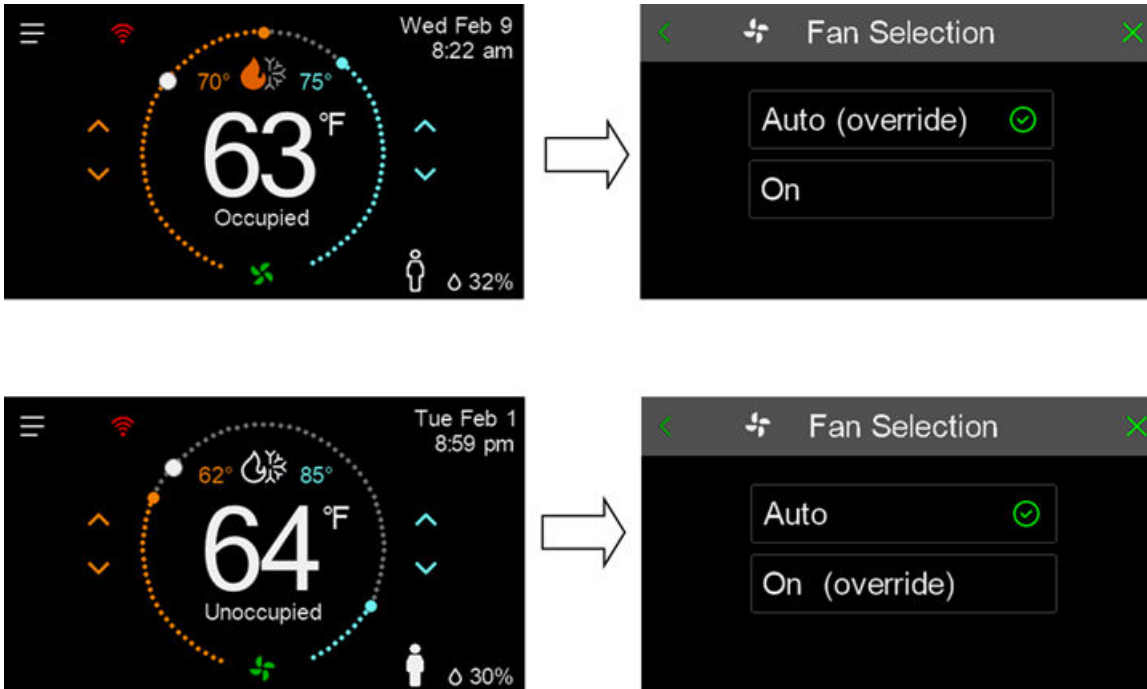 Wed Feb 9
8:22 am
70° 75°
63°F
Occupied
32%
Fan Selection
Auto (override)
On
Tue Feb 1
8:59 pm
62° 85°
64°F
Unoccupied
30%
Fan Selection
Auto
On (override)